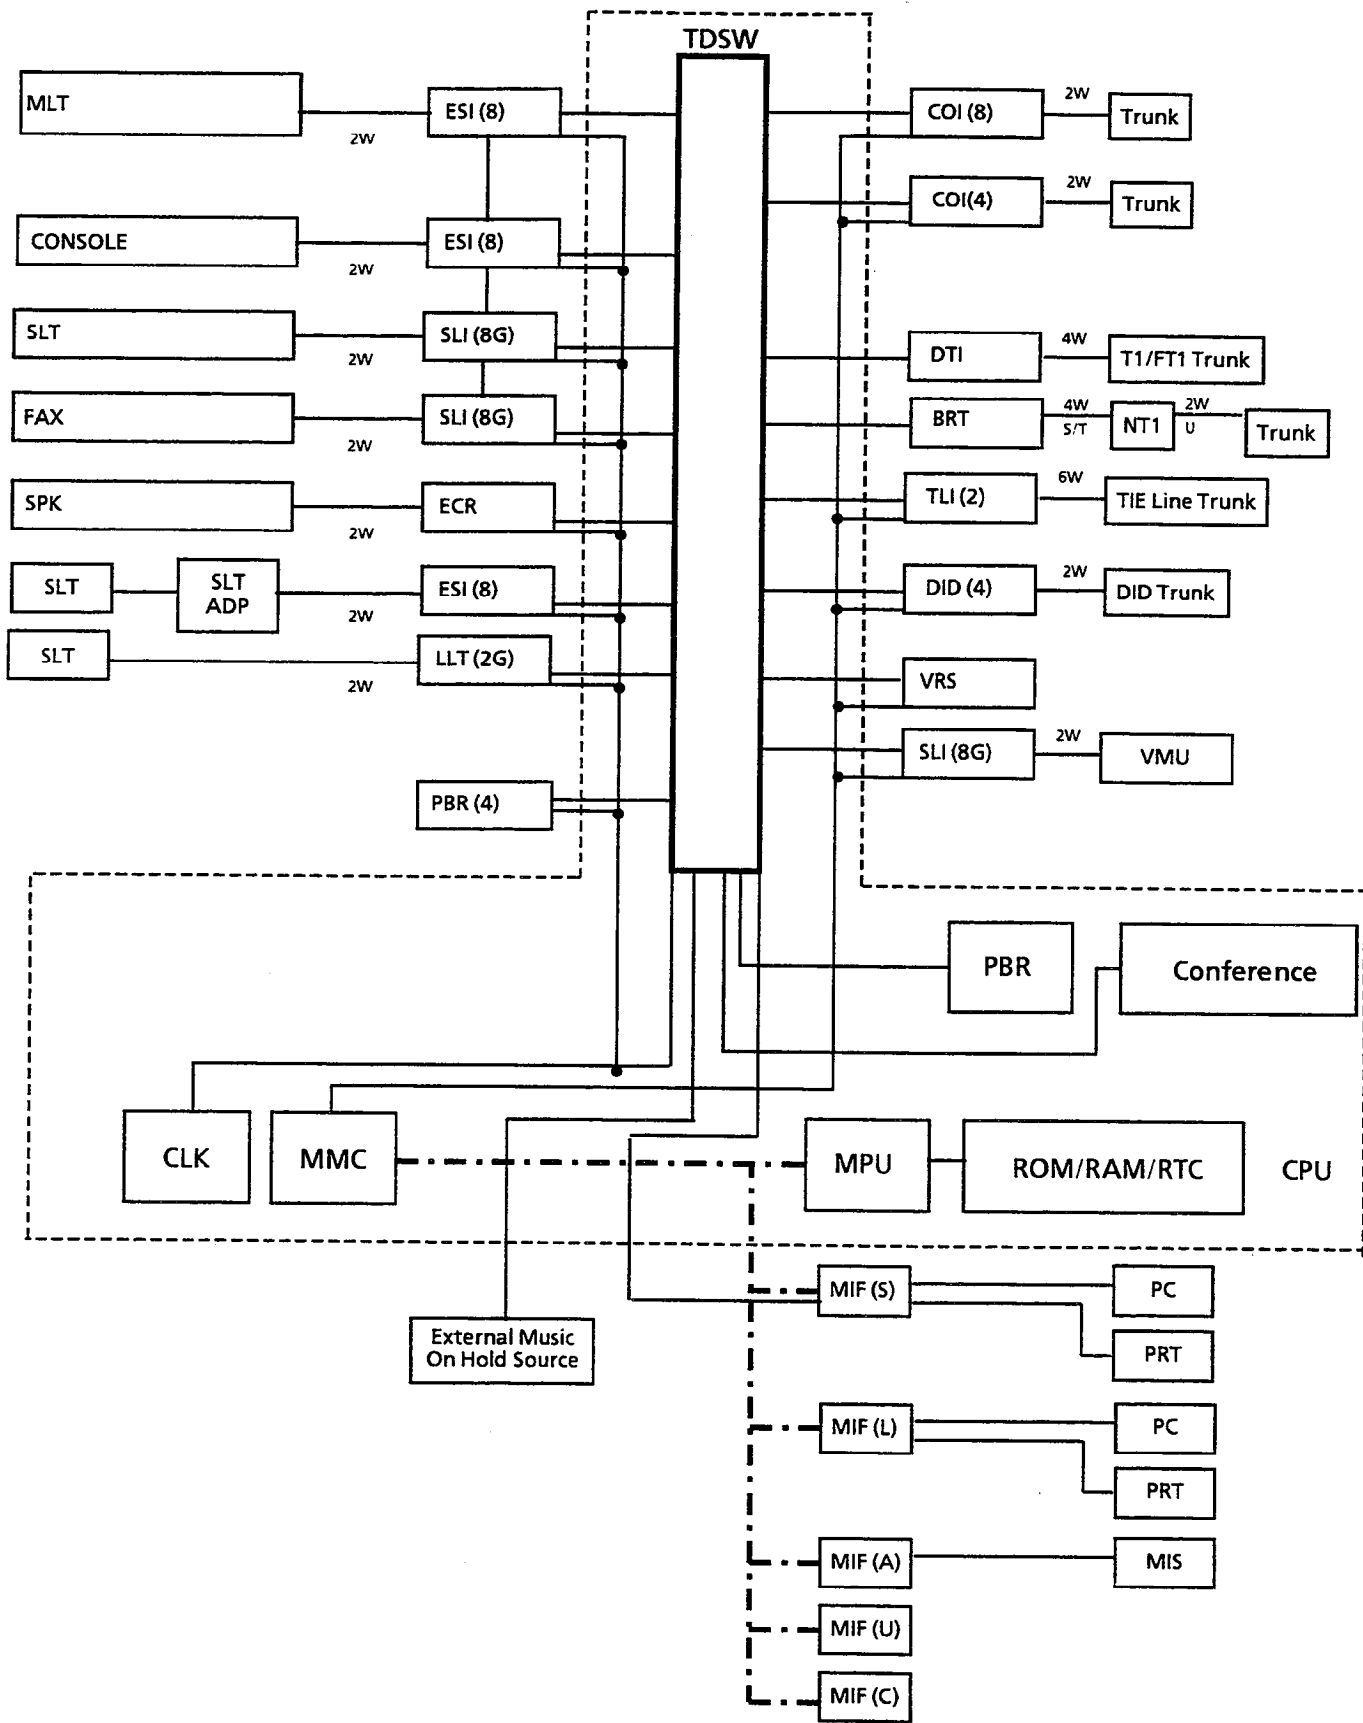 TDSW
MLT
2W
ESI (8)
COI (8)
2W
Trunk
CONSOLE
2W
ESI (8)
COI(4)
2W
Trunk
SLT
2W
SLI (8G)
DTI
4W
T1/FT1 Trunk
FAX
2W
SLI (8G)
BRT
4W
S/T
NT1
2W
U
Trunk
SPK
2W
ECR
TLI (2)
6W
TIE Line Trunk
SLT
SLT
ADP
2W
ESI (8)
DID (4)
2W
DID Trunk
SLT
2W
LLT (2G)
VRS
SLI (8G)
2W
VMU
PBR (4)
PBR
Conference
CLK
MMC
MPU
ROM/RAM/RTC
CPU
External Music
On Hold Source
MIF (S)
PC
PRT
MIF (L)
PC
PRT
MIF (A)
MIS
MIF (U)
MIF (C)